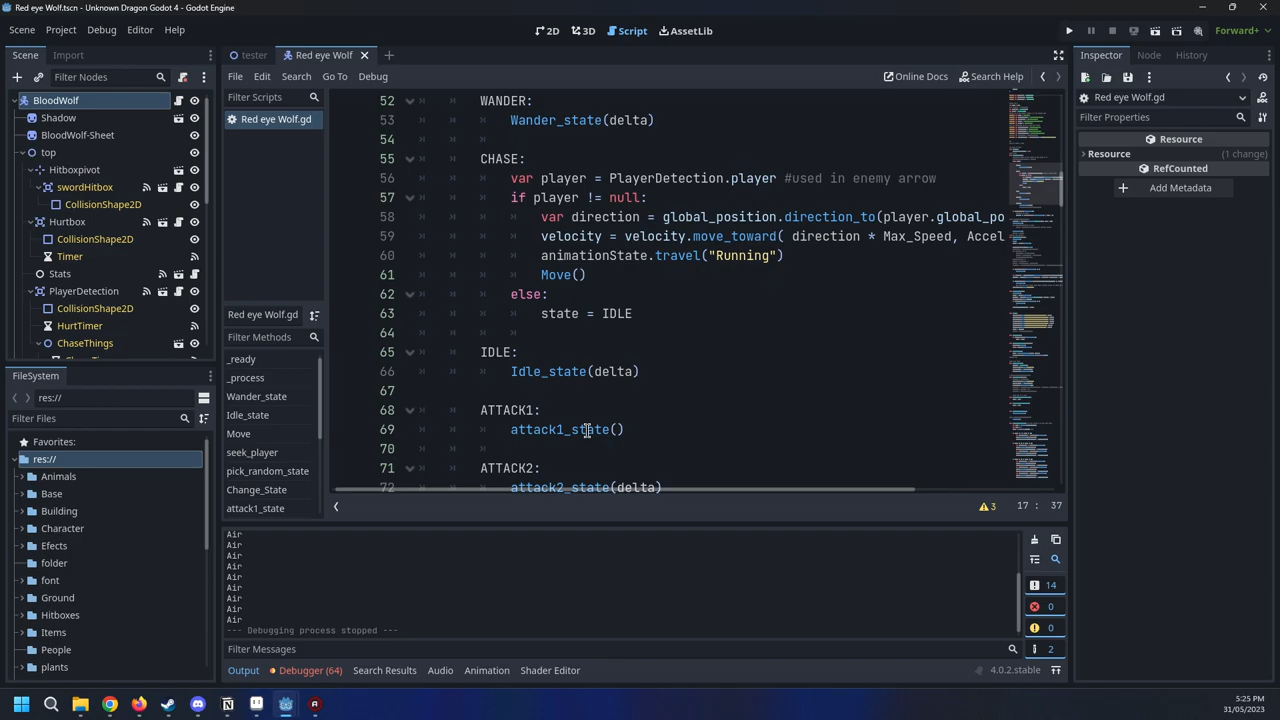 Red eye Wolf.tscn - Unknown Dragon Godot 4 - Godot Engine
Scene Project Debug Editor Help
2D 3D Script AssetLib
Forward+
Scene Import
Filter Nodes
BloodWolf
Shadow
BloodWolf-Sheet
top
Hitboxpivot
swordHitbox
CollisionShape2D
Hurtbox
CollisionShape2D
Timer
Stats
PlayerDetection
HurtTimer
ChaseThings
FileSystem
res://
Filter Files
Favorites:
res://
Animals
Base
Building
Character
Efects
folder
font
Ground
Hitboxes
Items
People
plants
tester Red eye Wolf
File Edit Search Go To Debug
Online Docs Search Help
Filter Scripts
Red eye Wolf.gd
Red eye Wolf.gd
Filter Methods
_ready
_process
Wander_state
Idle_state
Move
seek_player
pick_random_state
Change_State
attack1_state
52 WANDER:
53 Wander_state(delta)
54
55 CHASE:
56 var player = PlayerDetection.player #used in enemy arrow
57 if player != null:
58 var direction = global_position.direction_to(player.global_po
59
60 travel("Running")
61
62 else:
63 state = IDLE
64
65 IDLE:
66 Idle_state(delta)
67
68 ATTACK1:
69 attack1_state()
70
71 ATTACK2:
72 attack2_state(delta)
3 17 : 37
Air
Air
Air
Air
Air
Air
Air
Air
Air
--- Debugging process stopped ---
Filter Messages
14
0
0
2
Output Debugger (64) Search Results Audio Animation Shader Editor
4.0.2.stable
Inspector Node History
Red eye Wolf.gd
Filter Properties
Resource
Resource (1 change)
RefCounted
Add Metadata
5:25 PM
31/05/2023